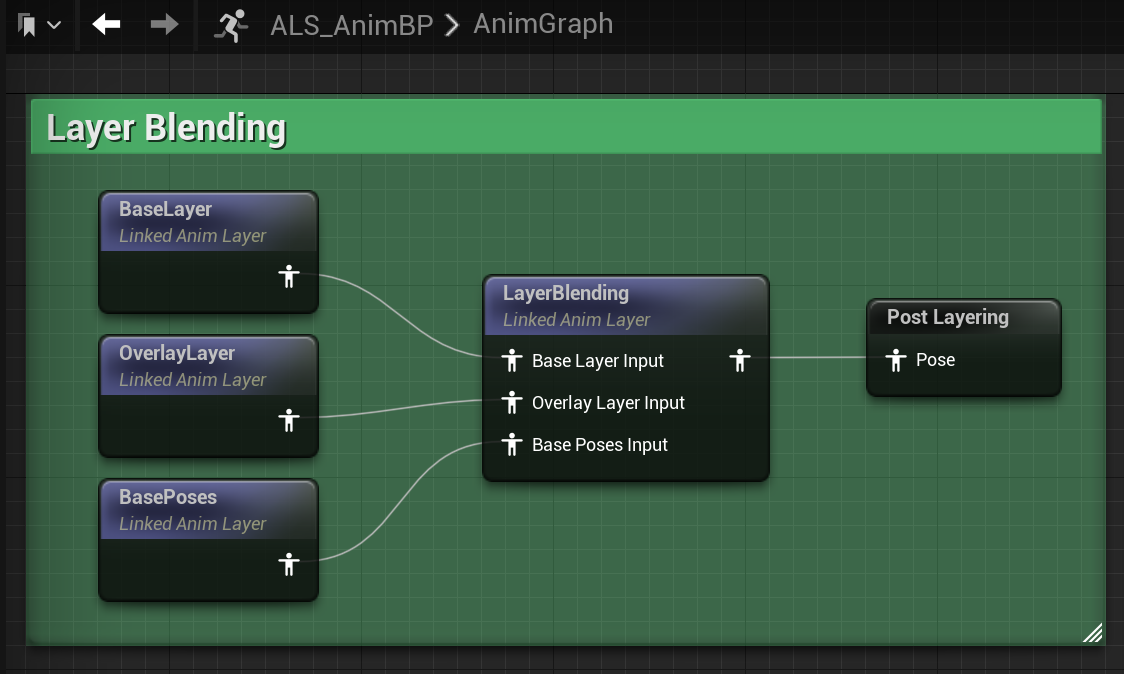 ALS_AnimBP > AnimGraph
Layer Blending
BaseLayer
Linked Anim Layer
OverlayLayer
Linked Anim Layer
BasePoses
Linked Anim Layer
LayerBlending
Linked Anim Layer
Base Layer Input
Overlay Layer Input
Base Poses Input
Post Layering
Pose